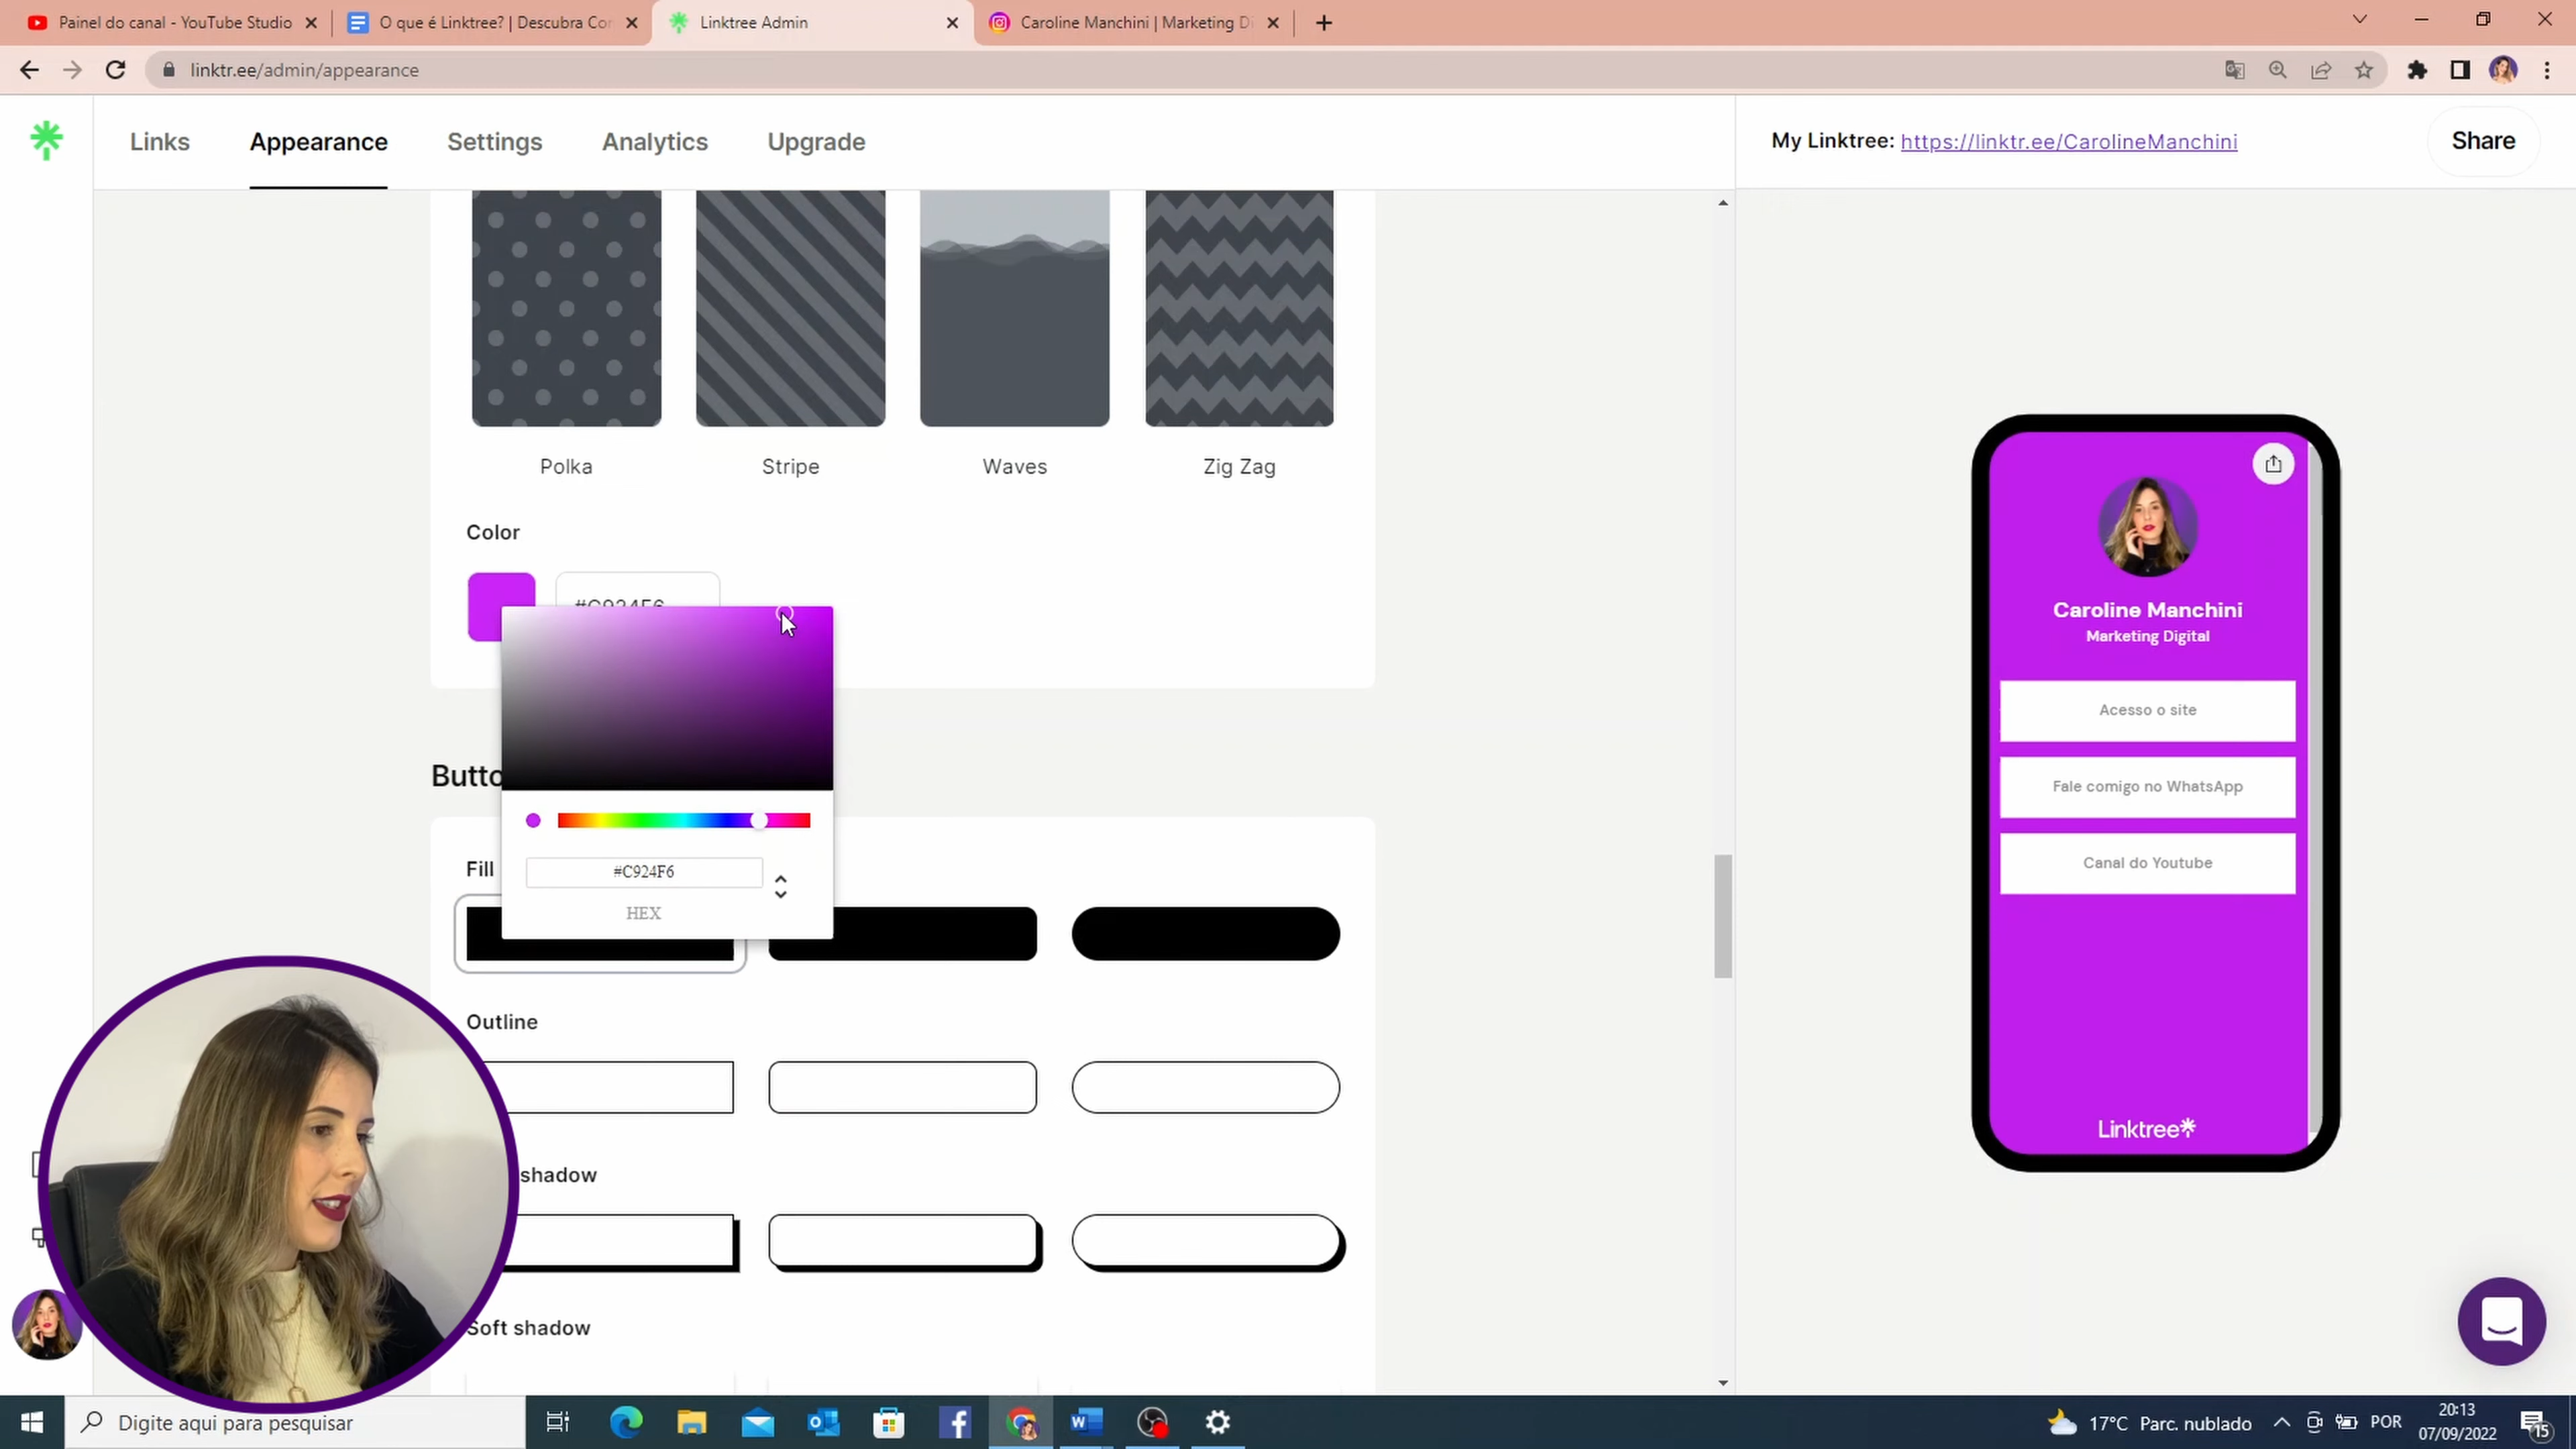 Painel do canal - YouTube Studio
O que é Linktree? | Descubra Co
Linktree Admin
Caroline Manchini | Marketing D
linktr.ee/admin/appearance
Links
Appearance
Settings
Analytics
Upgrade
My Linktree: https://linktr.ee/CarolineManchini
Share
Polka
Stripe
Waves
Zig Zag
Color
#C924F6
Caroline Manchini
Marketing Digital
Acesso o site
Fale comigo no WhatsApp
Canal do Youtube
Linktree
Butto
Fill
#C924F6
HEX
Outline
shadow
Soft shadow
Digite aqui para pesquisar
17°C Parc. nublado
POR
20:13
07/09/2022
15